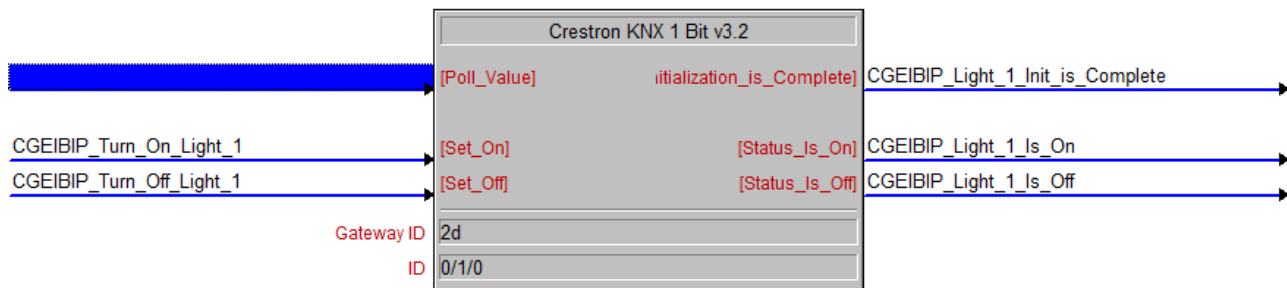 Crestron KNX 1 Bit v3.2
[Poll_Value] itialization_is_Complete] CGEIBIP_Light_1_Init_is_Complete
CGEIBIP_Turn_On_Light_1 [Set_On] [Status_Is_On] CGEIBIP_Light_1_Is_On
CGEIBIP_Turn_Off_Light_1 [Set_Off] [Status_Is_Off] CGEIBIP_Light_1_Is_Off
Gateway ID 2d
ID 0/1/0